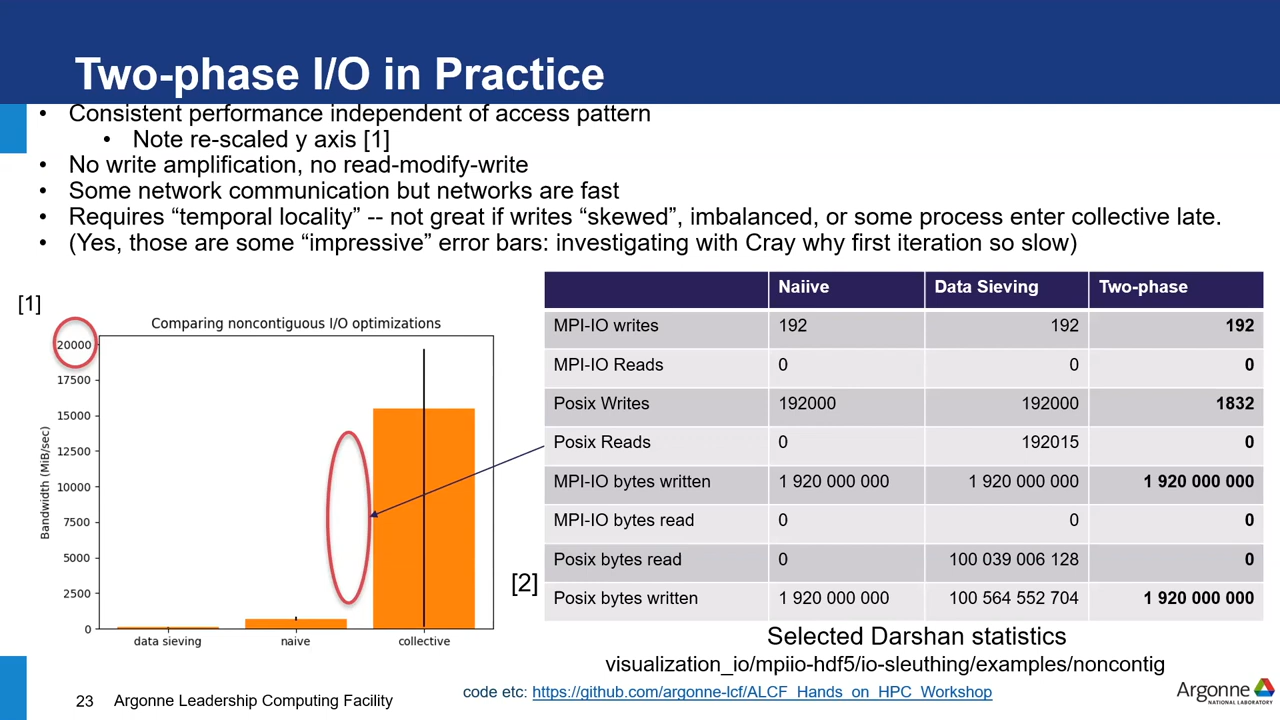 Two-phase I/O in Practice
• Consistent performance independent of access pattern
• Note re-scaled y axis [1]
• No write amplification, no read-modify-write
• Some network communication but networks are fast
• Requires “temporal locality” -- not great if writes “skewed”, imbalanced, or some process enter collective late.
• (Yes, those are some “impressive” error bars: investigating with Cray why first iteration so slow)
[1]
Comparing noncontiguous I/O optimizations
Bandwidth (MiB/sec)
20000
17500
15000
12500
10000
7500
5000
2500
0
data sieving naive collective
Naiive Data Sieving Two-phase
MPI-IO writes 192 192 192
MPI-IO Reads 0 0 0
Posix Writes 192000 192000 1832
Posix Reads 0 192015 0
MPI-IO bytes written 1 920 000 000 1 920 000 000 1 920 000 000
MPI-IO bytes read 0 0 0
Posix bytes read 0 100 039 006 128 0
Posix bytes written 1 920 000 000 100 564 552 704 1 920 000 000
[2]
Selected Darshan statistics
visualization_io/mpiio-hdf5/io-sleuthing/examples/noncontig
23 Argonne Leadership Computing Facility
code etc: https://github.com/argonne-lcf/ALCF_Hands_on_HPC_Workshop
Argonne
NATIONAL LABORATORY